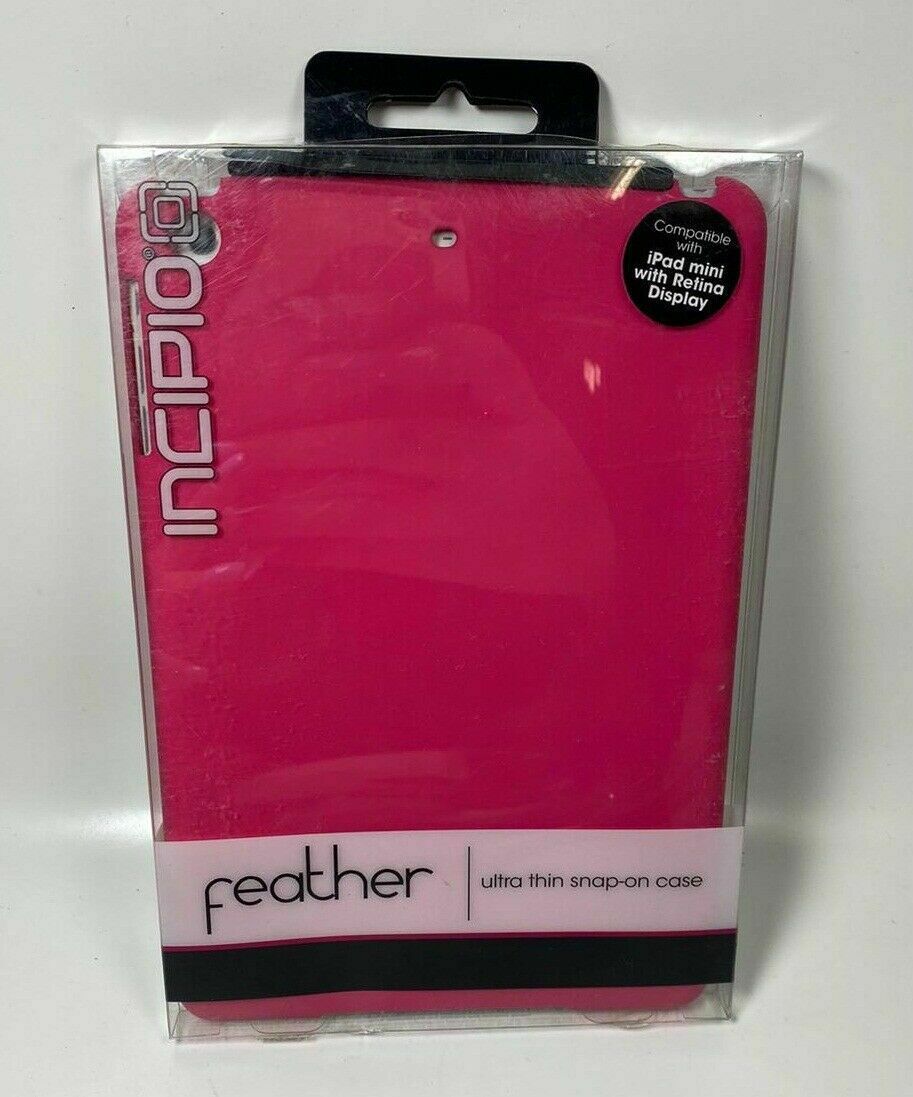 INCIPIO®
Compatible
with
iPad mini
with Retina
Display
feather
ultra thin snap-on case